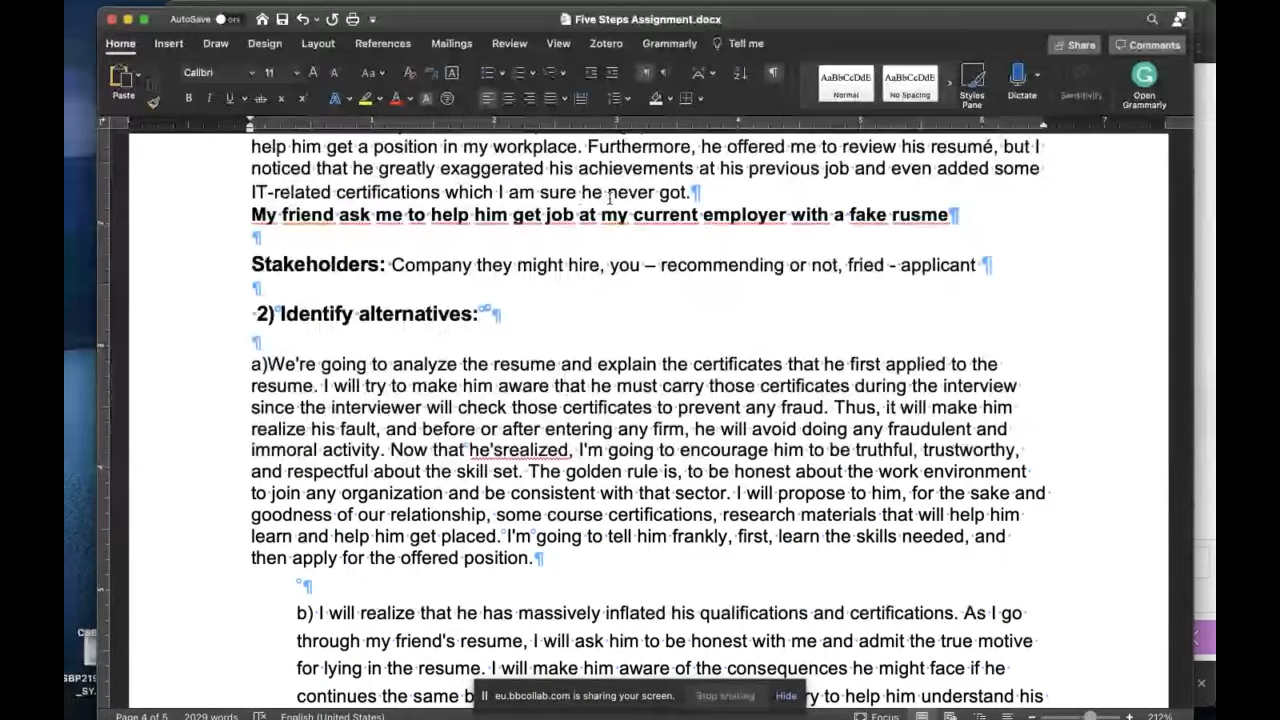 AutoSave OFF Five Steps Assignment.docx
Home Insert Draw Design Layout References Mailings Review View Zotero Grammarly Tell me Share Comments
Paste Calibri 11 AaBbCcDdE Normal AaBbCcDdE No Spacing Styles Pane Dictate Sensitivity Open Grammarly
help him get a position in my workplace. Furthermore, he offered me to review his resumé, but I
noticed that he greatly exaggerated his achievements at his previous job and even added some
IT-related certifications which I am sure he never got.
My friend ask me to help him get job at my current employer with a fake rusme
Stakeholders: Company they might hire, you – recommending or not, fried - applicant
2) Identify alternatives:
a)We're going to analyze the resume and explain the certificates that he first applied to the
resume. I will try to make him aware that he must carry those certificates during the interview
since the interviewer will check those certificates to prevent any fraud. Thus, it will make him
realize his fault, and before or after entering any firm, he will avoid doing any fraudulent and
immoral activity. Now that he'srealized, I'm going to encourage him to be truthful, trustworthy,
and respectful about the skill set. The golden rule is, to be honest about the work environment
to join any organization and be consistent with that sector. I will propose to him, for the sake and
goodness of our relationship, some course certifications, research materials that will help him
learn and help him get placed. I'm going to tell him frankly, first, learn the skills needed, and
then apply for the offered position.
b) I will realize that he has massively inflated his qualifications and certifications. As I go
through my friend's resume, I will ask him to be honest with me and admit the true motive
for lying in the resume. I will make him aware of the consequences he might face if he
continues the same b
ry to help him understand his
eu.bbcollab.com is sharing your screen. Stop sharing Hide
Page 4 of 5 2029 words English (United States) Focus 212%